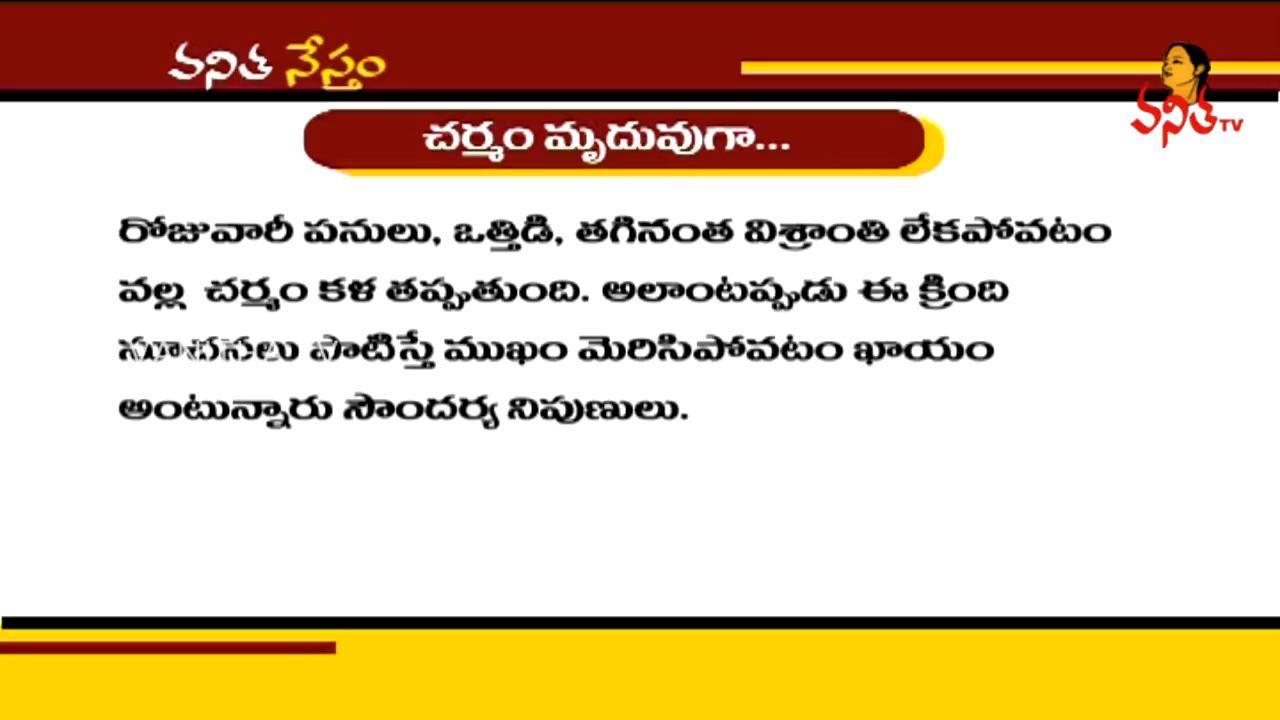 వనిత నేస్తం
వనిత TV
చర్మం మృదువుగా...
రోజువారీ పనులు, ఒత్తిడి, తగినంత విశ్రాంతి లేకపోవటం
వల్ల చర్మం కళ తప్పుతుంది. అలాంటప్పుడు ఈ క్రింది
సూచనలు పాటిస్తే ముఖం మెరిసిపోవటం ఖాయం
అంటున్నారు సౌందర్య నిపుణులు.